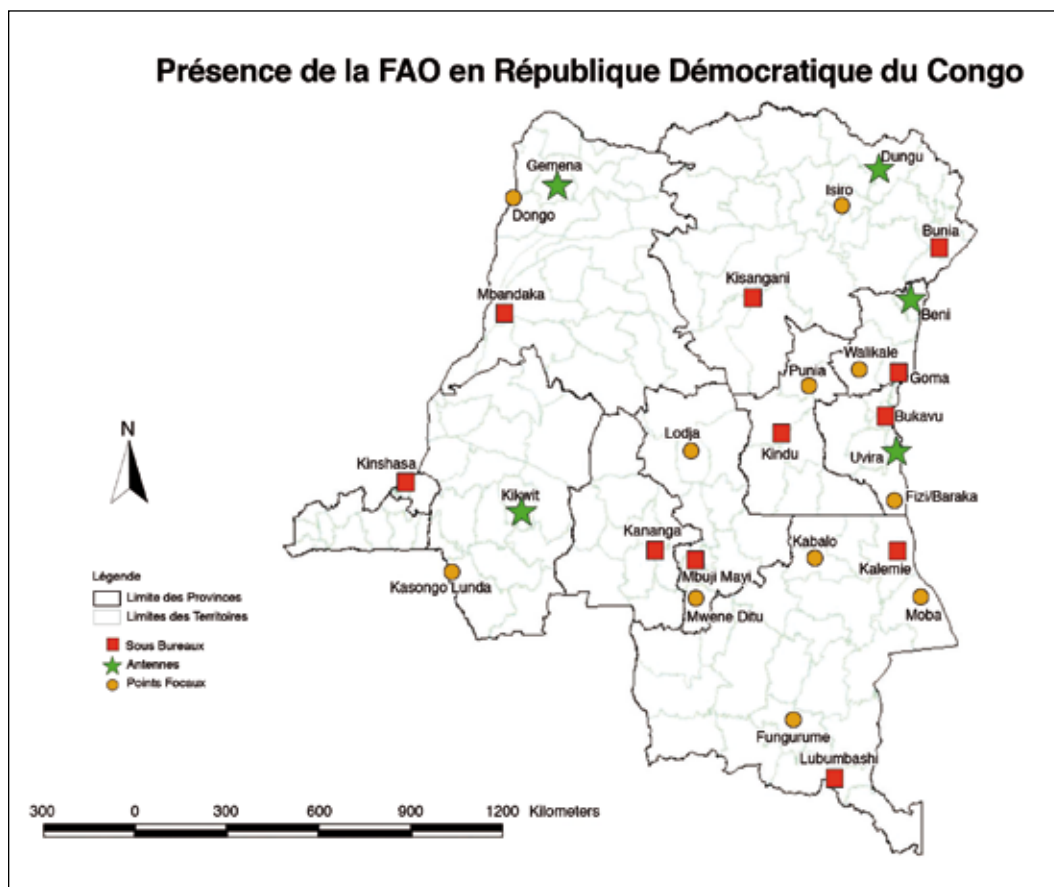 Présence de la FAO en République Démocratique du Congo
Gemena
Dungu
Isiro
Dongo
Bunia
Kisangani
Mbandaka
Beni
Walikale
Punia
Goma
Bukavu
Lodja
Kindu
Uvira
N
Kinshasa
Kikwit
Fizi/Baraka
Kananga
Kabalo
Kalemie
Mbuji Mayi
Kasongo Lunda
Mwene Ditu
Moba
Légende
Limite des Provinces
Limites des Territoires
Sous Bureaux
Antennes
Points Focaux
Fungurume
Lubumbashi
300 0 300 600 900 1200 Kilometers